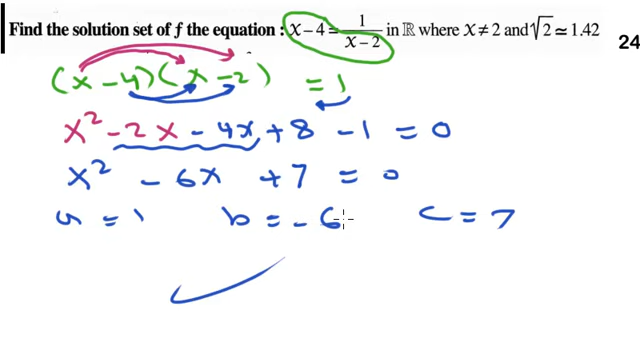 Find the solution set of f the equation : x − 4 = 1/(x − 2) in ℝ where x ≠ 2 and √2 ≃ 1.42
24
(x − 4)(x − 2) = 1
x² − 2x − 4x + 8 − 1 = 0
x² − 6x + 7 = 0
a = 1 b = − 6 c = 7